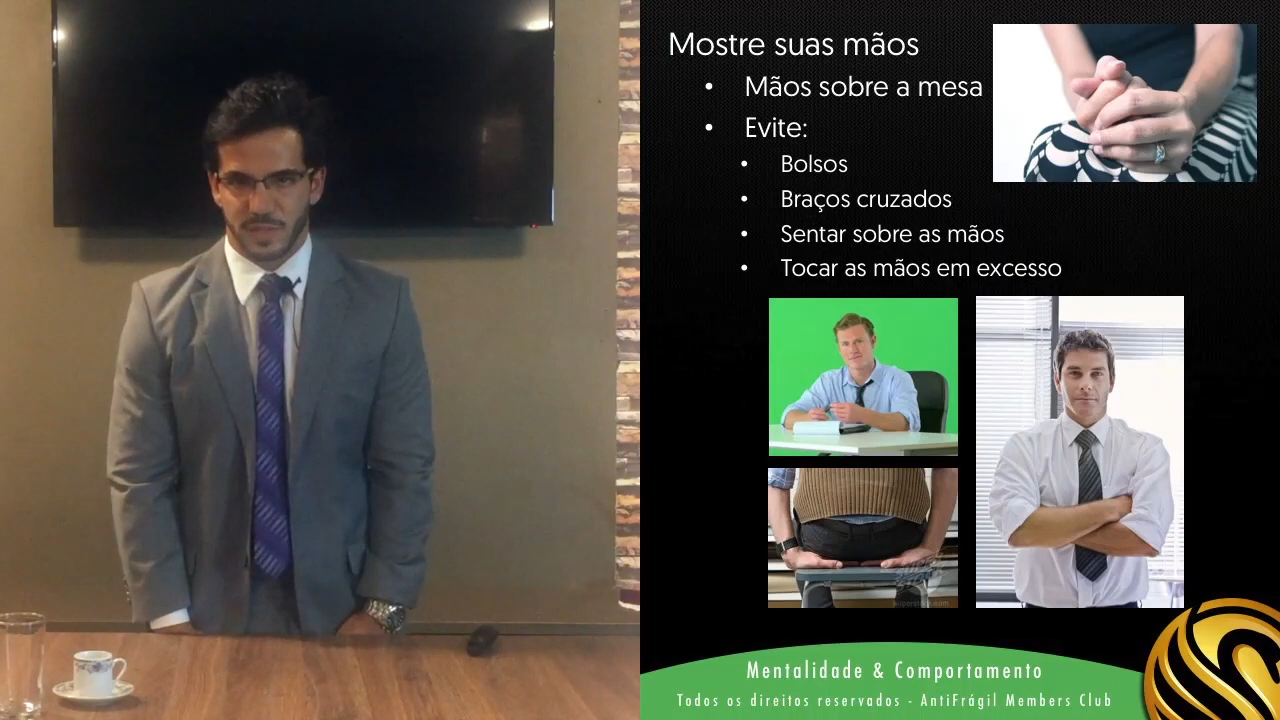 Mostre suas mãos
• Mãos sobre a mesa
• Evite:
• Bolsos
• Braços cruzados
• Sentar sobre as mãos
• Tocar as mãos em excesso
Mentalidade & Comportamento
Todos os direitos reservados - AntiFrágil Members Club